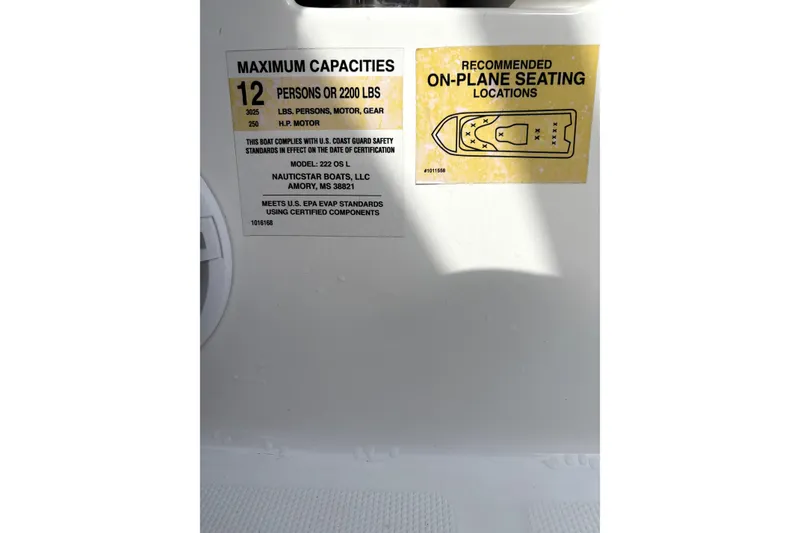 MAXIMUM CAPACITIES
12 PERSONS OR 2200 LBS
3025 LBS. PERSONS, MOTOR, GEAR
250 H.P. MOTOR
THIS BOAT COMPLIES WITH U.S. COAST GUARD SAFETY
STANDARDS IN EFFECT ON THE DATE OF CERTIFICATION
MODEL: 222 OS L
NAUTICSTAR BOATS, LLC
AMORY, MS 38821
MEETS U.S. EPA EVAP STANDARDS
USING CERTIFIED COMPONENTS
1016168
RECOMMENDED
ON-PLANE SEATING
LOCATIONS
#1011558